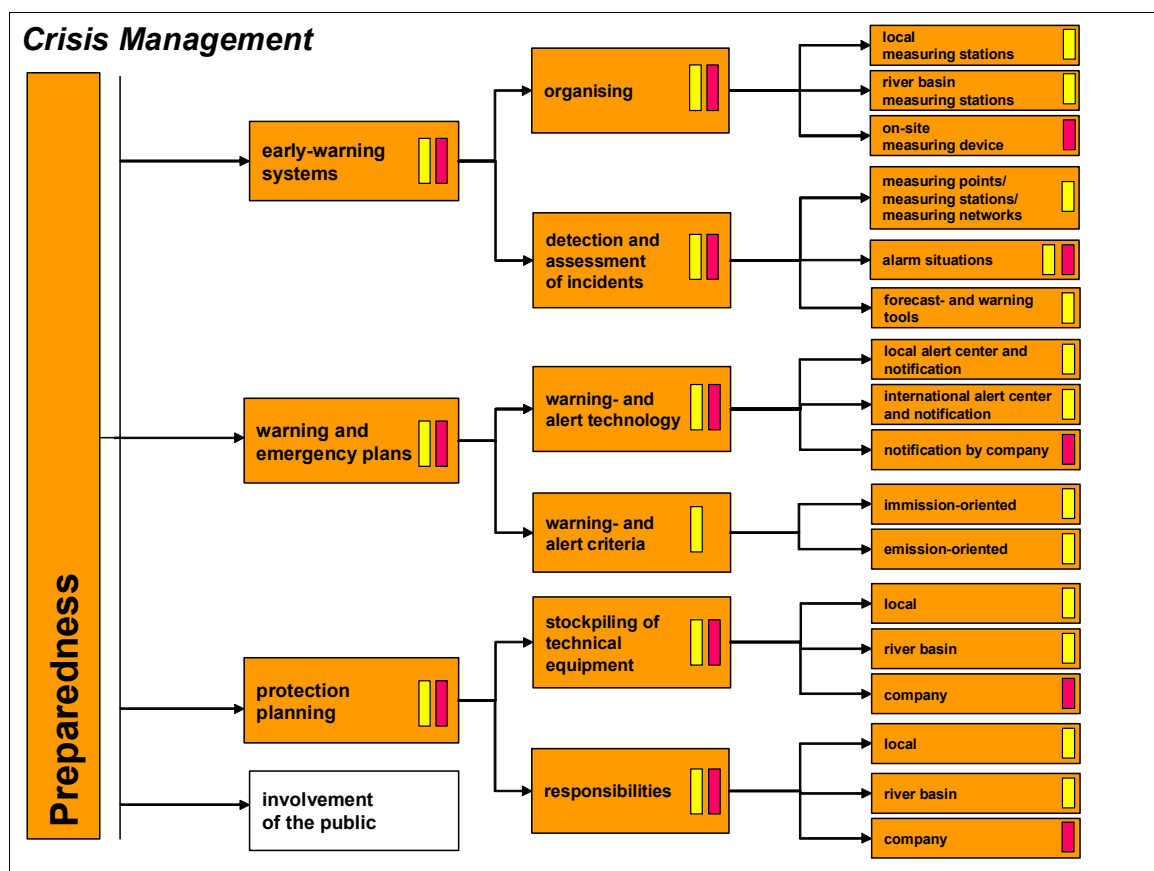 Crisis Management
Preparedness
early-warning
systems
organising
local
measuring stations
river basin
measuring stations
on-site
measuring device
detection and
assessment
of incidents
measuring points/
measuring stations/
measuring networks
alarm situations
forecast- and warning
tools
warning and
emergency plans
warning- and
alert technology
local alert center and
notification
international alert center
and notification
notification by company
warning- and
alert criteria
immission-oriented
emission-oriented
protection
planning
stockpiling of
technical
equipment
local
river basin
company
responsibilities
local
river basin
company
involvement
of the public